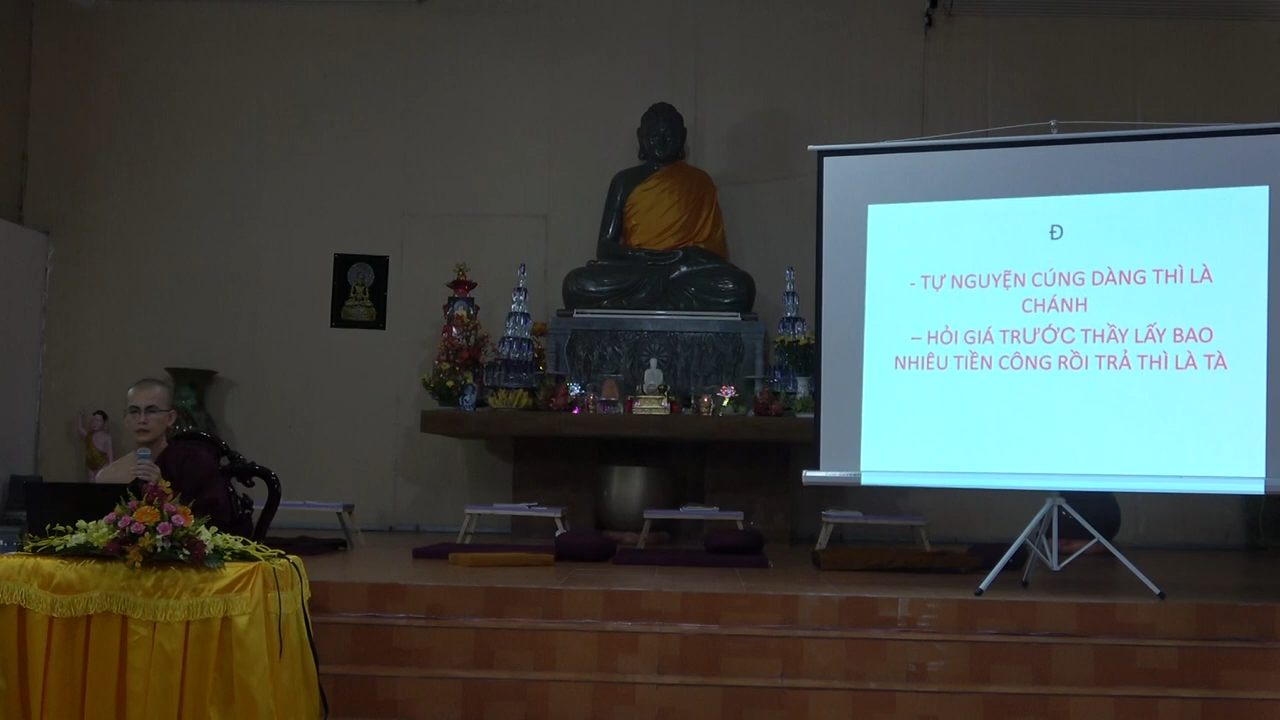 Đ
- TỰ NGUYỆN CÚNG DÀNG THÌ LÀ
CHÁNH
– HỎI GIÁ TRƯỚC THẦY LẤY BAO
NHIÊU TIỀN CÔNG RỒI TRẢ THÌ LÀ TÀ